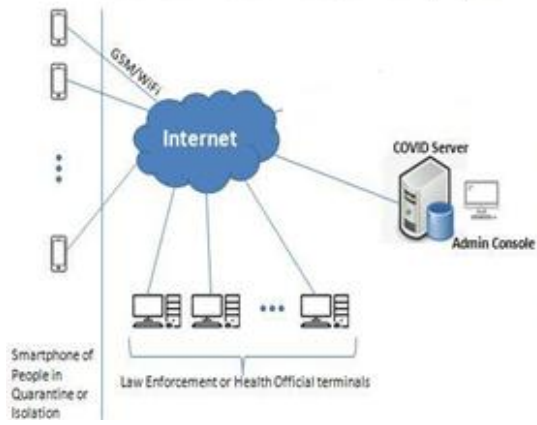 GSM/WiFi
Internet
COVID Server
Admin Console
Smartphone of
People in
Quarantine or
Isolation
Law Enforcement or Health Official terminals